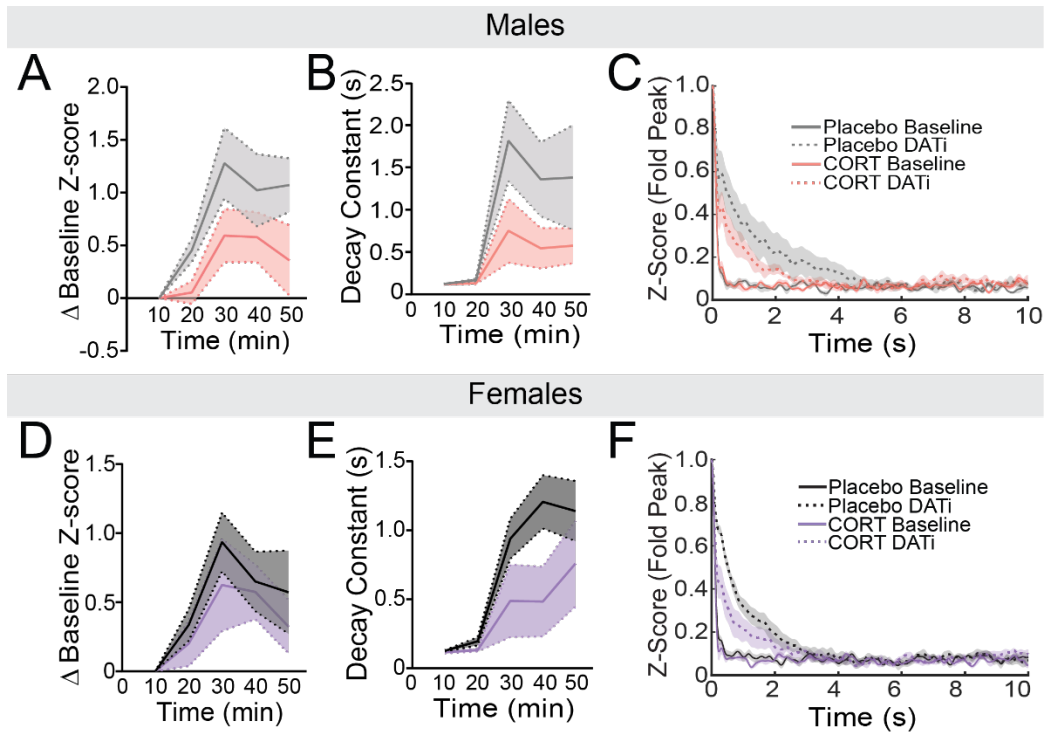 Males
A
Δ Baseline Z-score
2.0
1.5
1.0
0.5
0
-0.5
10 20 30 40 50
Time (min)
B
Decay Constant (s)
2.5
2.0
1.5
1.0
0.5
0
0 10 20 30 40 50
Time (min)
C
Z-Score (Fold Peak)
1.0
0.8
0.6
0.4
0.2
0
Placebo Baseline
Placebo DATi
CORT Baseline
CORT DATi
0 2 4 6 8 10
Time (s)
Females
D
Δ Baseline Z-score
1.5
1.0
0.5
0
0 10 20 30 40 50
Time (min)
E
Decay Constant (s)
1.5
1.0
0.5
0
0 10 20 30 40 50
Time (min)
F
Z-Score (Fold Peak)
1.0
0.8
0.6
0.4
0.2
0
Placebo Baseline
Placebo DATi
CORT Baseline
CORT DATi
0 2 4 6 8 10
Time (s)